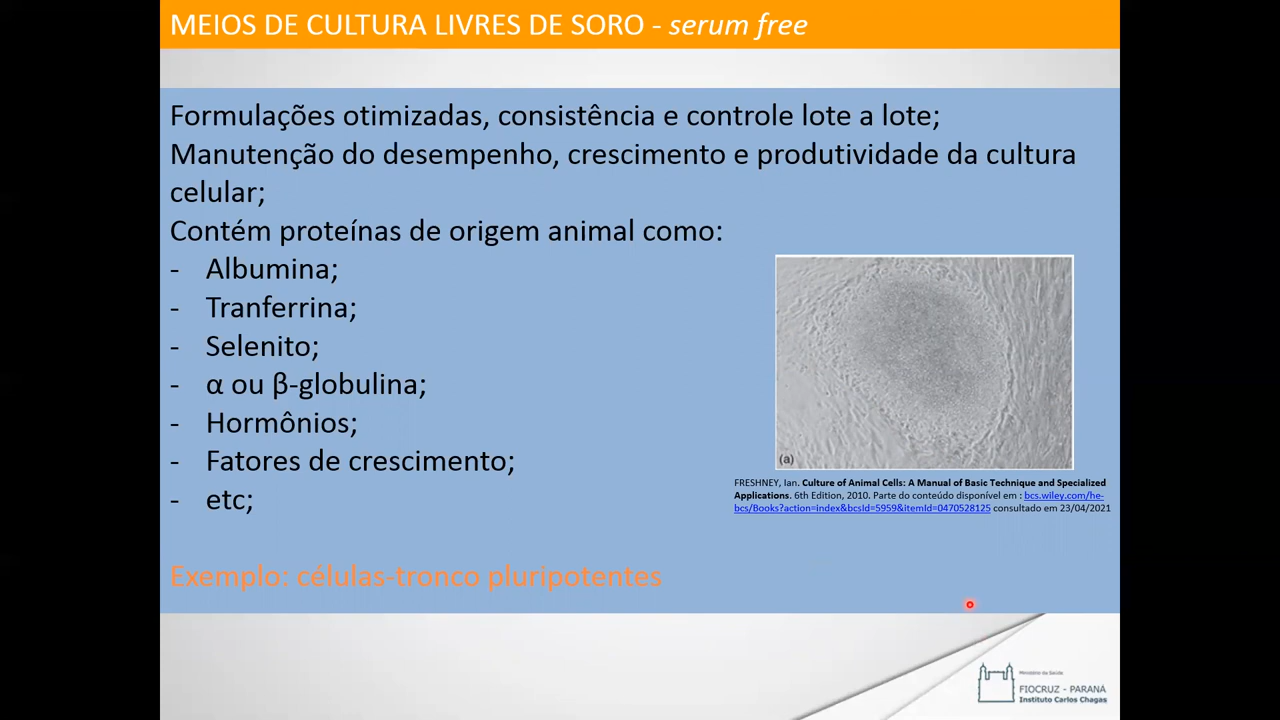 MEIOS DE CULTURA LIVRES DE SORO - serum free
Formulações otimizadas, consistência e controle lote a lote;
Manutenção do desempenho, crescimento e produtividade da cultura
celular;
Contém proteínas de origem animal como:
- Albumina;
- Tranferrina;
- Selenito;
- α ou β-globulina;
- Hormônios;
- Fatores de crescimento;
- etc;
(a)
FRESHNEY, Ian. Culture of Animal Cells: A Manual of Basic Technique and Specialized
Applications. 6th Edition, 2010. Parte do conteúdo disponível em : bcs.wiley.com/he-
bcs/Books?action=index&bcsId=5959&itemId=0470528125 consultado em 23/04/2021
Exemplo: células-tronco pluripotentes
Ministério da Saúde
FIOCRUZ - PARANÁ
Instituto Carlos Chagas